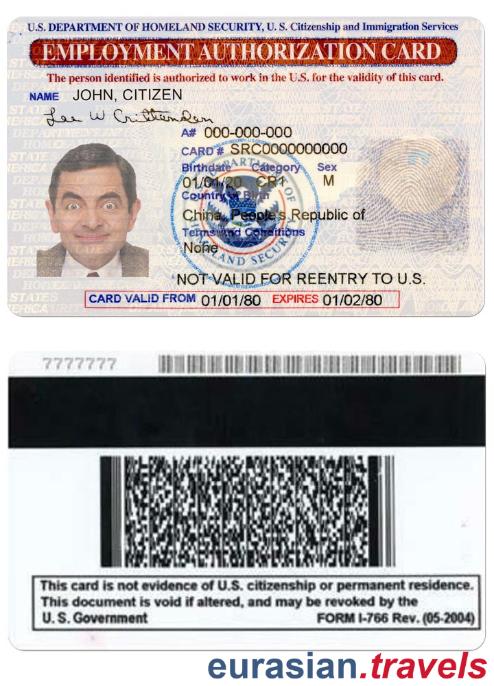 U.S. DEPARTMENT OF HOMELAND SECURITY, U. S. Citizenship and Immigration Services
EMPLOYMENT AUTHORIZATION CARD
The person identified is authorized to work in the U.S. for the validity of this card.
NAME JOHN, CITIZEN
Lee W Crittenden
A# 000-000-000
CARD # SRC0000000000
Birthdate Category Sex
01/01/20 CR1 M
Country of Birth
China, People's Republic of
Terms and Conditions
None
NOT VALID FOR REENTRY TO U.S.
CARD VALID FROM 01/01/80 EXPIRES 01/02/80
7777777
This card is not evidence of U.S. citizenship or permanent residence.
This document is void if altered, and may be revoked by the
U. S. Government FORM I-766 Rev. (05-2004)
eurasian.travels